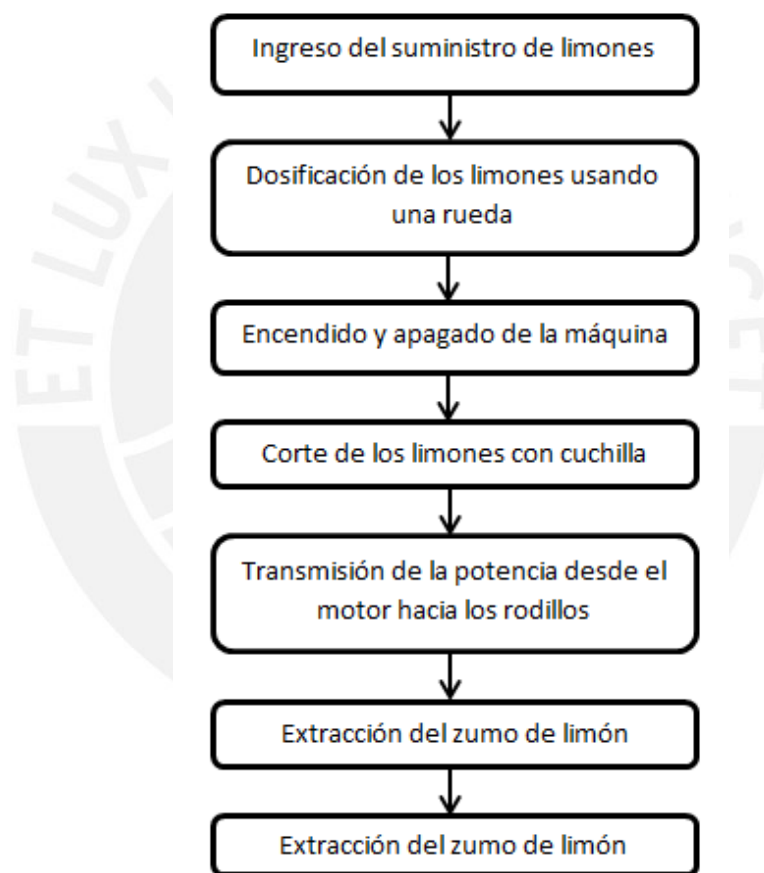 Ingreso del suministro de limones
Dosificación de los limones usando
una rueda
Encendido y apagado de la máquina
Corte de los limones con cuchilla
Transmisión de la potencia desde el
motor hacia los rodillos
Extracción del zumo de limón
Extracción del zumo de limón
ET LUX